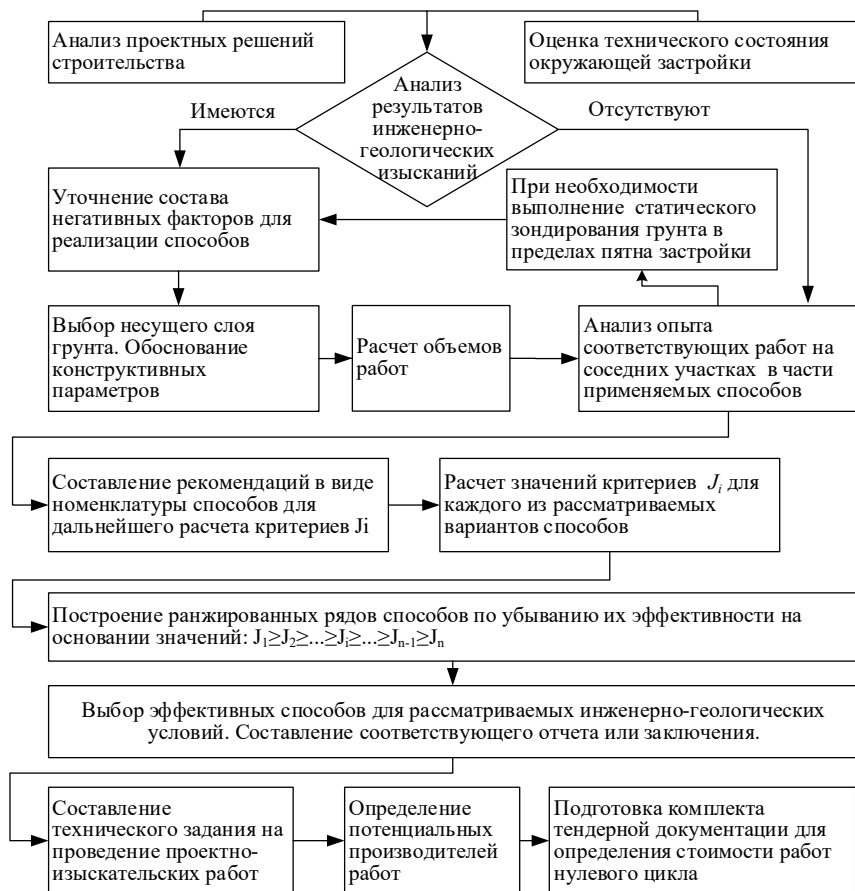 Анализ проектных решений
строительства
Оценка технического состояния
окружающей застройки
Анализ
результатов
инженерно-
геологических
изысканий
Имеются
Отсутствуют
Уточнение состава
негативных факторов для
реализации способов
При необходимости
выполнение статического
зондирования грунта в
пределах пятна застройки
Выбор несущего слоя
грунта. Обоснование
конструктивных
параметров
Расчет объемов
работ
Анализ опыта
соответствующих работ на
соседних участках в части
применяемых способов
Составление рекомендаций в виде
номенклатуры способов для
дальнейшего расчета критериев Ji
Расчет значений критериев J_i для
каждого из рассматриваемых
вариантов способов
Построение ранжированных рядов способов по убыванию их эффективности на
основании значений: J₁≥J₂≥...≥Jᵢ≥...≥Jₙ₋₁≥Jₙ
Выбор эффективных способов для рассматриваемых инженерно-геологических
условий. Составление соответствующего отчета или заключения.
Составление
технического задания на
проведение проектно-
изыскательских работ
Определение
потенциальных
производителей
работ
Подготовка комплекта
тендерной документации для
определения стоимости работ
нулевого цикла